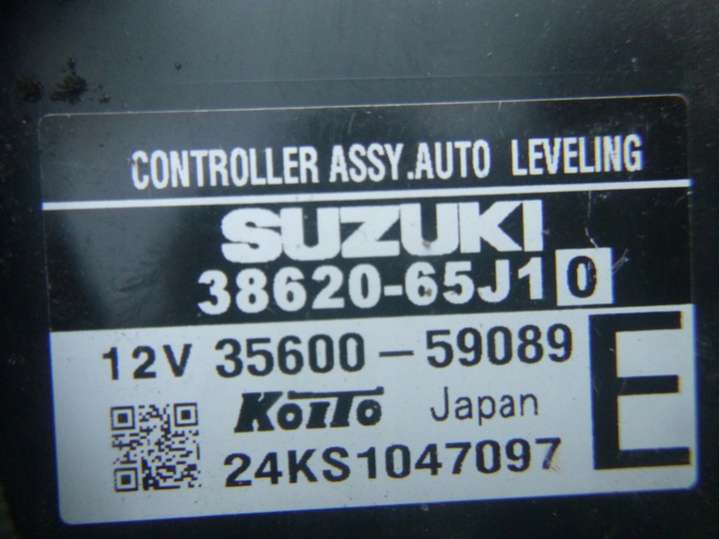 CONTROLLER ASSY.AUTO LEVELING
SUZUKI
38620-65J10
12V 35600-59089
E
KOITO Japan
24KS1047097